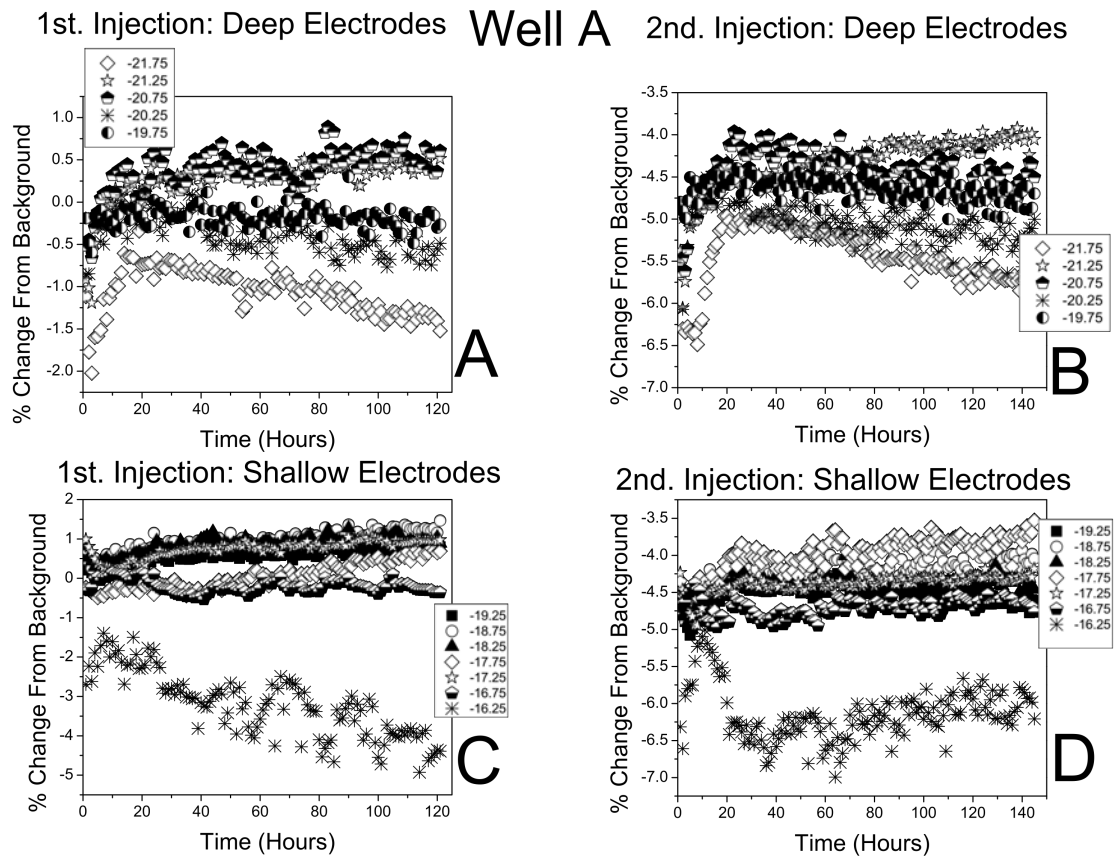 Well A
1st. Injection: Deep Electrodes
-21.75
-21.25
-20.75
-20.25
-19.75
% Change From Background
1.0
0.5
0.0
-0.5
-1.0
-1.5
-2.0
0 20 40 60 80 100 120
Time (Hours)
A
2nd. Injection: Deep Electrodes
% Change From Background
-3.5
-4.0
-4.5
-5.0
-5.5
-6.0
-6.5
-7.0
0 20 40 60 80 100 120 140
Time (Hours)
-21.75
-21.25
-20.75
-20.25
-19.75
B
1st. Injection: Shallow Electrodes
% Change From Background
2
1
0
-1
-2
-3
-4
-5
0 20 40 60 80 100 120
Time (Hours)
-19.25
-18.75
-18.25
-17.75
-17.25
-16.75
-16.25
C
2nd. Injection: Shallow Electrodes
% Change From Background
-3.5
-4.0
-4.5
-5.0
-5.5
-6.0
-6.5
-7.0
0 20 40 60 80 100 120 140
Time (Hours)
-19.25
-18.75
-18.25
-17.75
-17.25
-16.75
-16.25
D